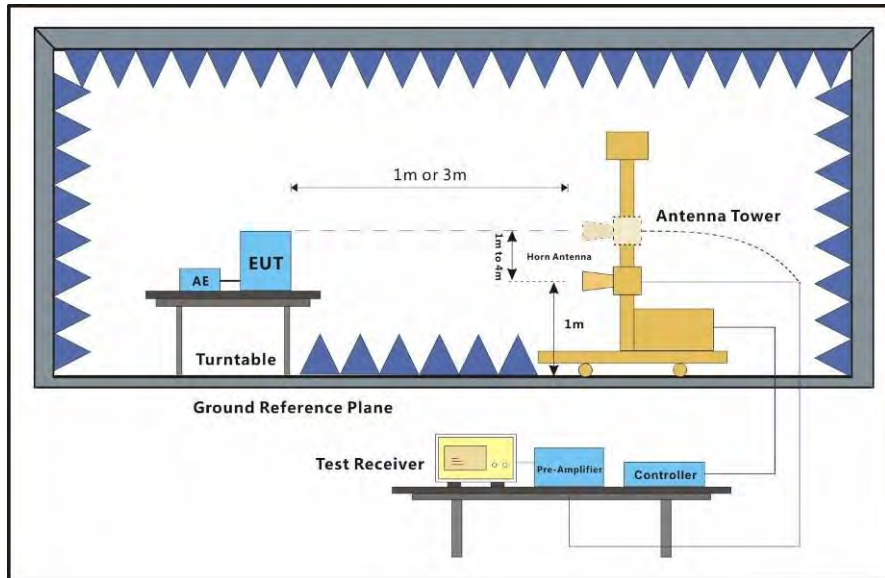 1m or 3m
Antenna Tower
1m to 4m
Horn Antenna
EUT
AE
1m
Turntable
Ground Reference Plane
Test Receiver
Pre-Amplifier
Controller